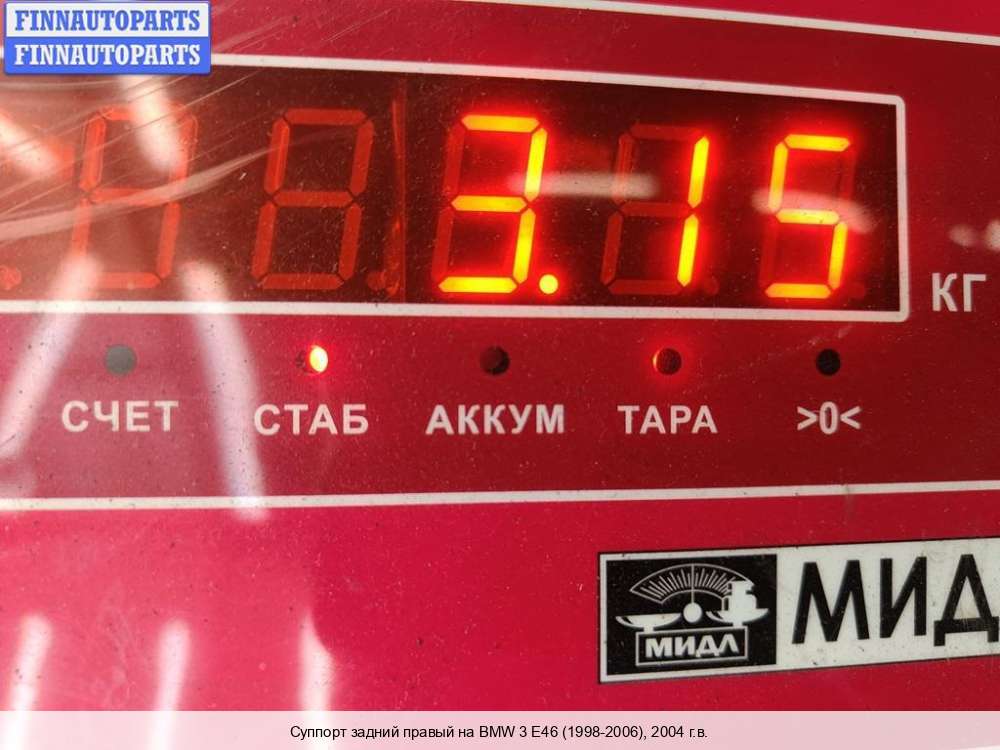 FINNAUTOPARTS
FINNAUTOPARTS
3.15
КГ
СЧЕТ СТАБ АККУМ ТАРА >0<
МИДЛ
МИД
Суппорт задний правый на BMW 3 E46 (1998-2006), 2004 г.в.